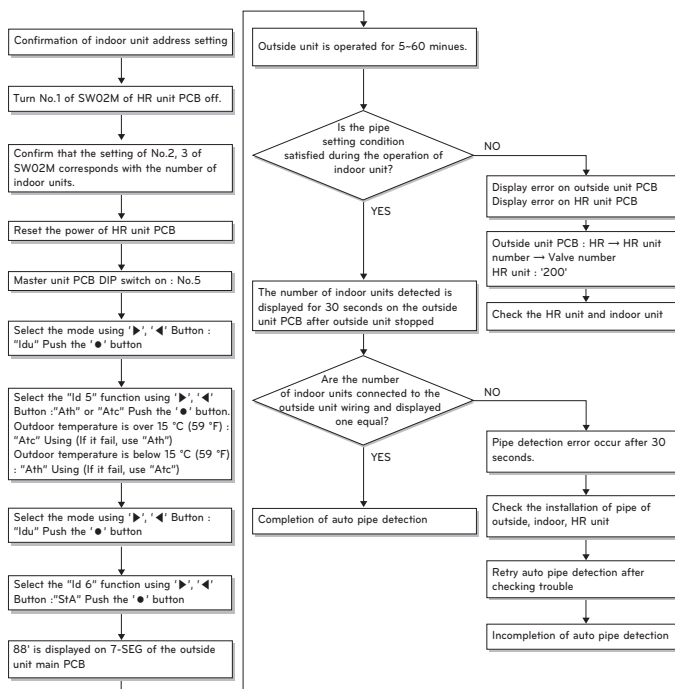 Confirmation of indoor unit address setting
Turn No.1 of SW02M of HR unit PCB off.
Confirm that the setting of No.2, 3 of
SW02M corresponds with the number of
indoor units.
Reset the power of HR unit PCB
Master unit PCB DIP switch on : No.5
Select the mode using '▶', '◀' Button :
"Idu" Push the '●' button
Select the "Id 5" function using '▶', '◀'
Button :"Ath" or "Atc" Push the '●' button.
Outdoor temperature is over 15 °C (59 °F) :
"Atc" Using (If it fail, use "Ath")
Outdoor temperature is below 15 °C (59 °F)
: "Ath" Using (If it fail, use "Atc")
Select the mode using '▶', '◀' Button :
"Idu" Push the '●' button
Select the "Id 6" function using '▶', '◀'
Button :"StA" Push the '●' button
88' is displayed on 7-SEG of the outside
unit main PCB
Outside unit is operated for 5~60 minues.
Is the pipe
setting condition
satisfied during the operation of
indoor unit?
NO
YES
Display error on outside unit PCB
Display error on HR unit PCB
Outside unit PCB : HR → HR unit
number → Valve number
HR unit : '200'
Check the HR unit and indoor unit
The number of indoor units detected is
displayed for 30 seconds on the outside
unit PCB after outside unit stopped
Are the number
of indoor units connected to the
outside unit wiring and displayed
one equal?
NO
YES
Pipe detection error occur after 30
seconds.
Check the installation of pipe of
outside, indoor, HR unit
Retry auto pipe detection after
checking trouble
Incompletion of auto pipe detection
Completion of auto pipe detection